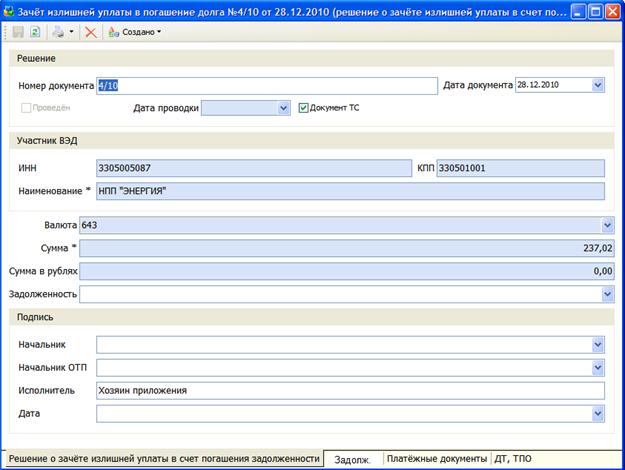 Зачёт излишней уплаты в погашение долга №4/10 от 28.12.2010 (решение о зачёте излишней уплаты в счет по...
Создано
Решение
Номер документа 4/10 Дата документа 28.12.2010
Проведён Дата проводки Документ ТС
Участник ВЭД
ИНН 3305005087 КПП 330501001
Наименование * НПП "ЭНЕРГИЯ"
Валюта 643
Сумма * 237,02
Сумма в рублях 0,00
Задолженность
Подпись
Начальник
Начальник ОТП
Исполнитель Хозяин приложения
Дата
Решение о зачёте излишней уплаты в счет погашения задолженности Задолж. Платёжные документы ДТ, ТПО